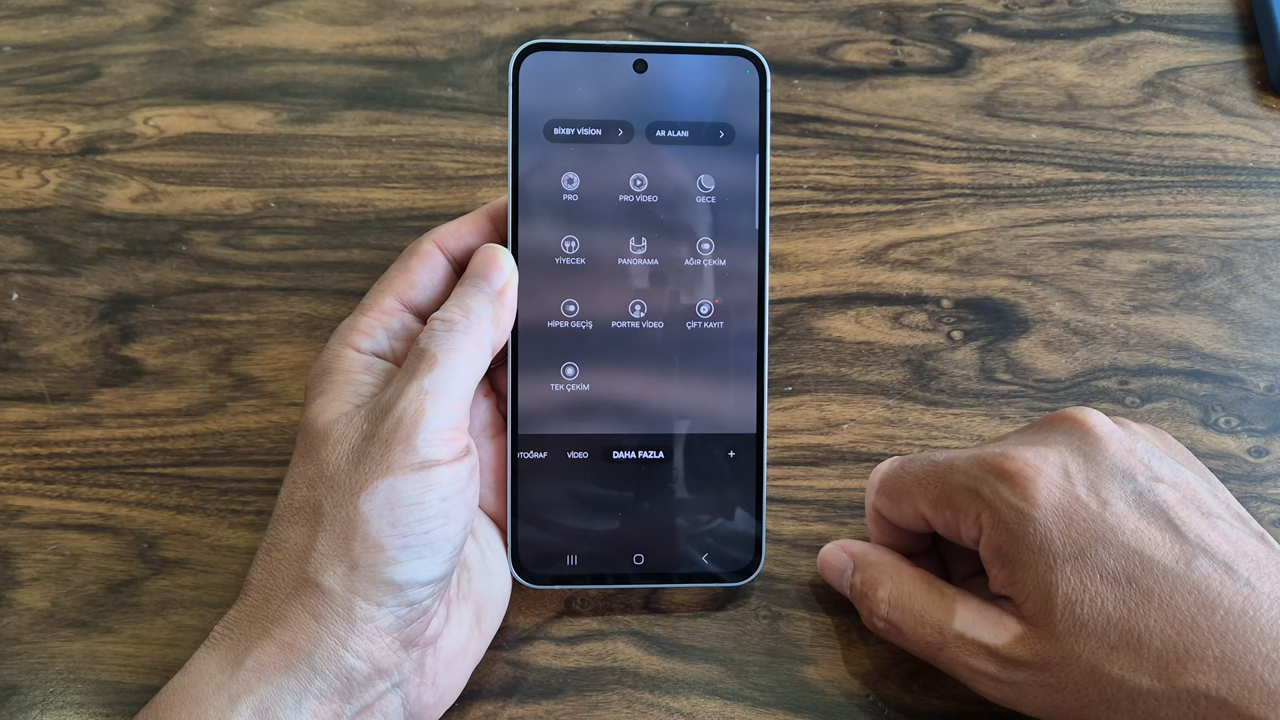 BİXBY VİSİON
AR ALANI
PRO
PRO VİDEO
GECE
YİYECEK
PANORAMA
AĞIR ÇEKİM
HİPER GEÇİŞ
PORTRE VİDEO
ÇİFT KAYIT
TEK ÇEKİM
OTOĞRAF VİDEO DAHA FAZLA +